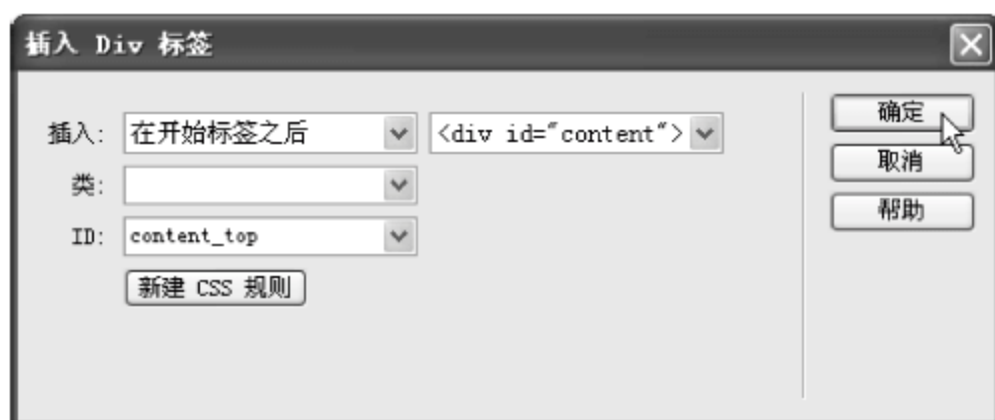 插入 Div 标签
插入: 在开始标签之后 <div id="content">
类:
ID: content_top
新建 CSS 规则
确定
取消
帮助